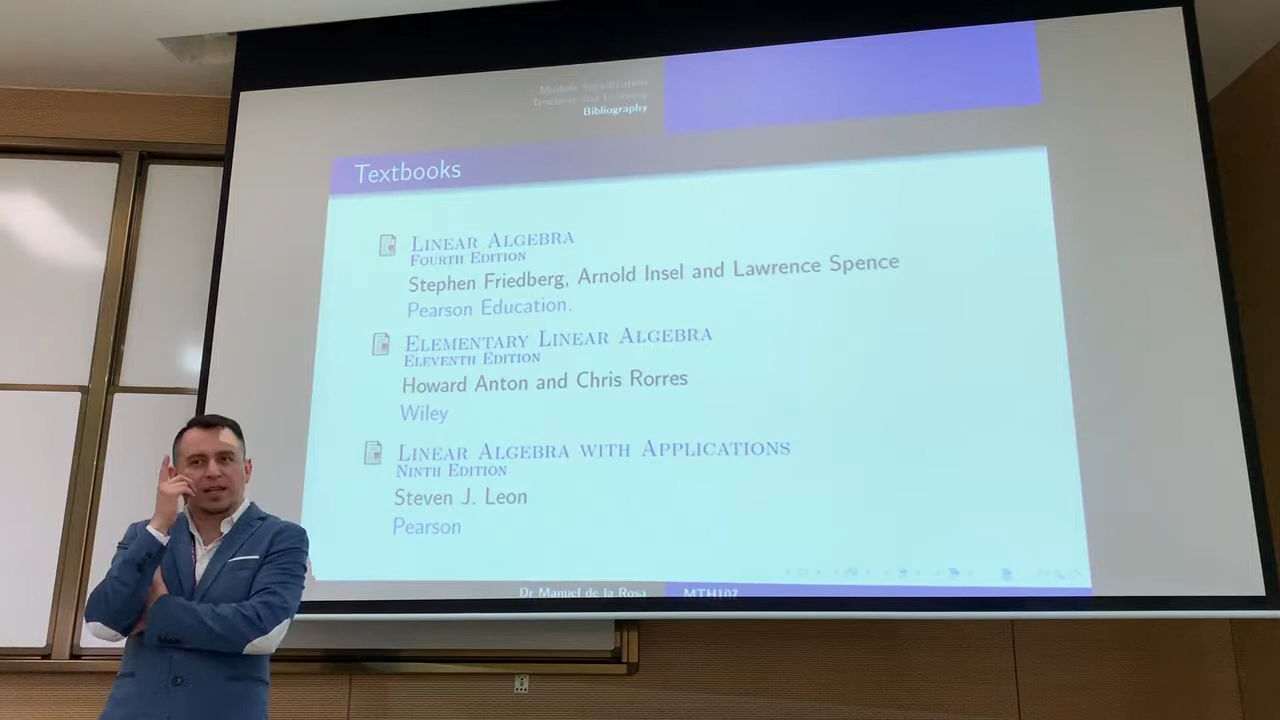 Bibliography
Textbooks
LINEAR ALGEBRA
FOURTH EDITION
Stephen Friedberg, Arnold Insel and Lawrence Spence
Pearson Education.
ELEMENTARY LINEAR ALGEBRA
ELEVENTH EDITION
Howard Anton and Chris Rorres
Wiley
LINEAR ALGEBRA WITH APPLICATIONS
NINTH EDITION
Steven J. Leon
Pearson
Dr Manuel de la Rosa
MTH107